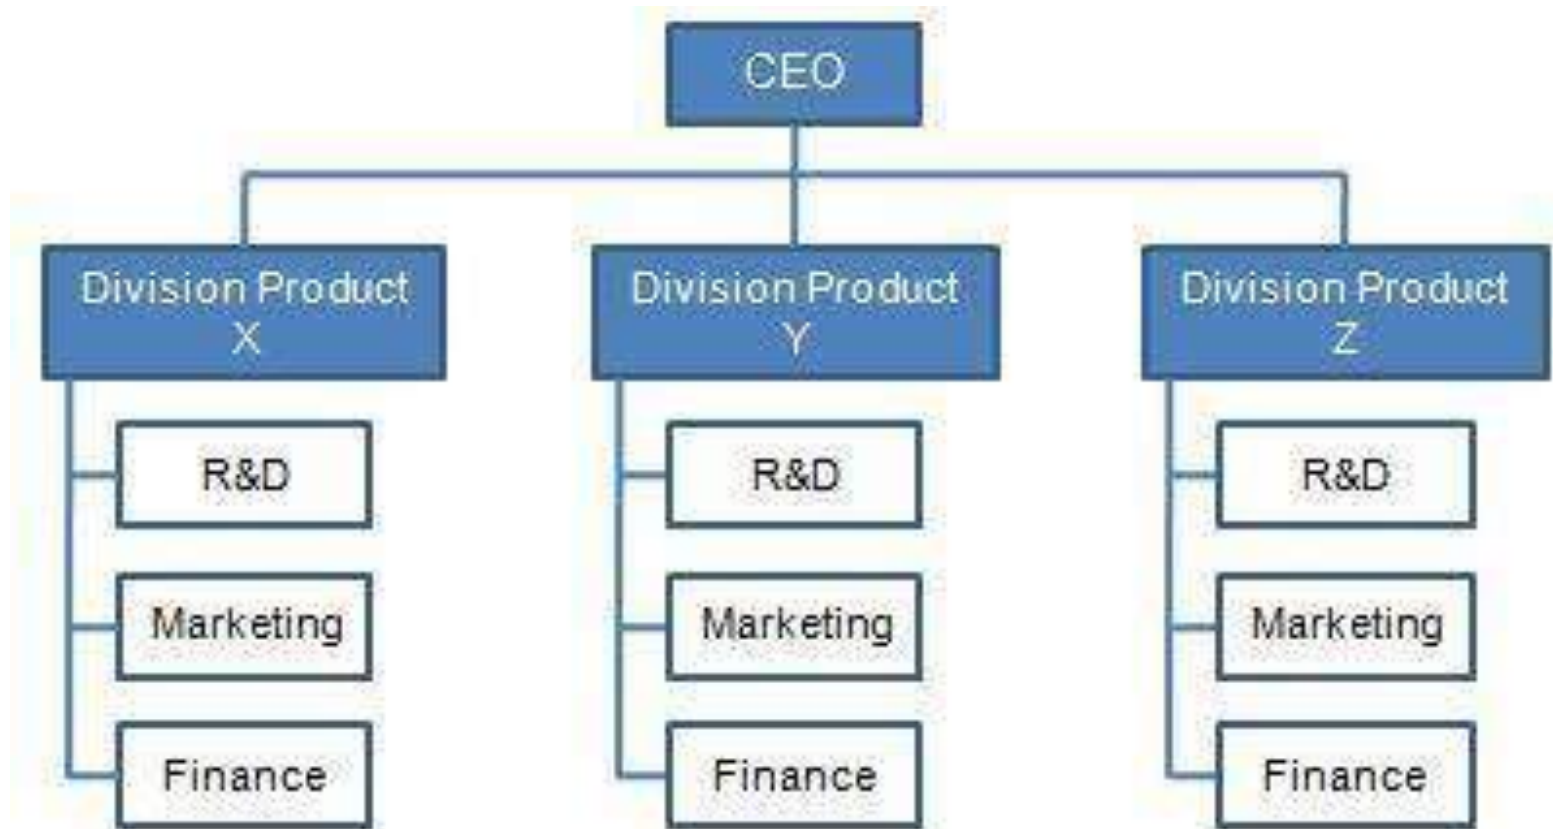 CEO
Division Product
X
Division Product
Y
Division Product
Z
R&D
R&D
R&D
Marketing
Marketing
Marketing
Finance
Finance
Finance